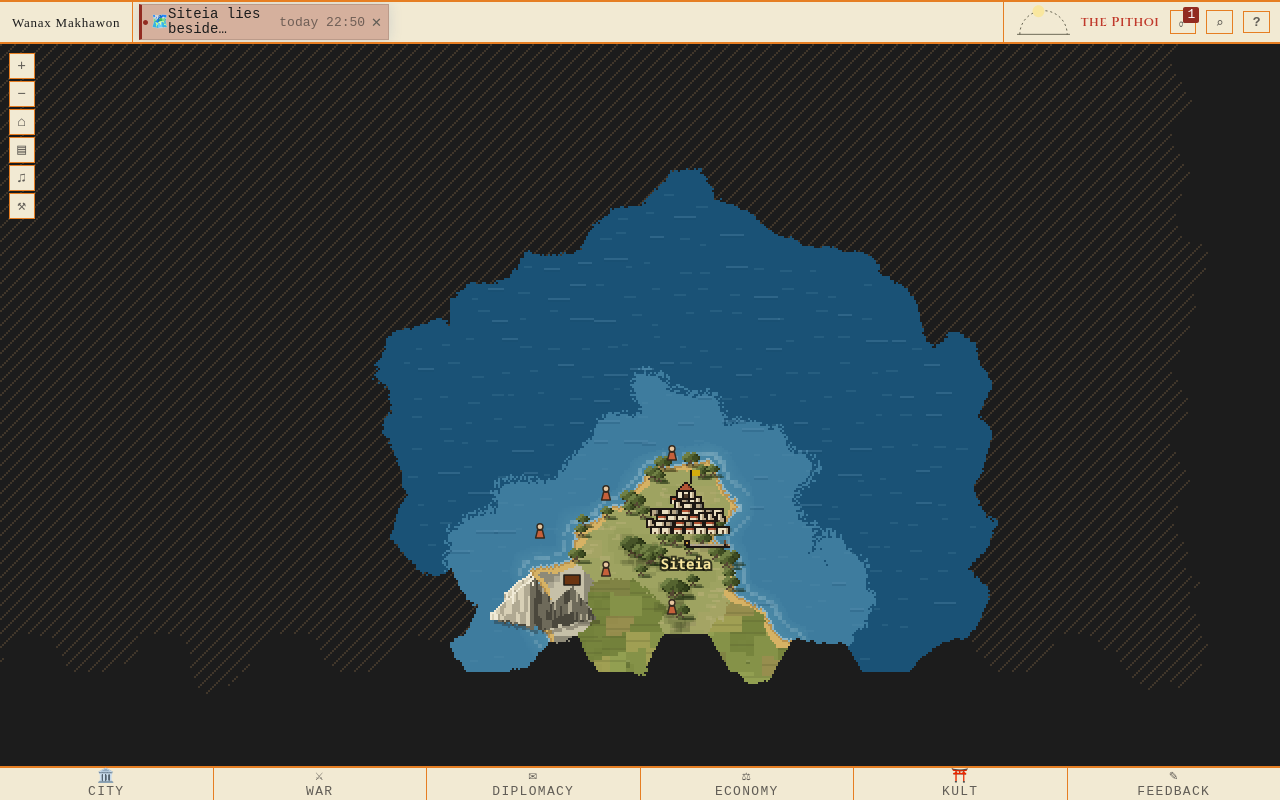 Wanax Makhawon
Siteia lies
beside…
today 22:50
THE PITHOI
1
?
Siteia
CITY
WAR
DIPLOMACY
ECONOMY
KULT
FEEDBACK